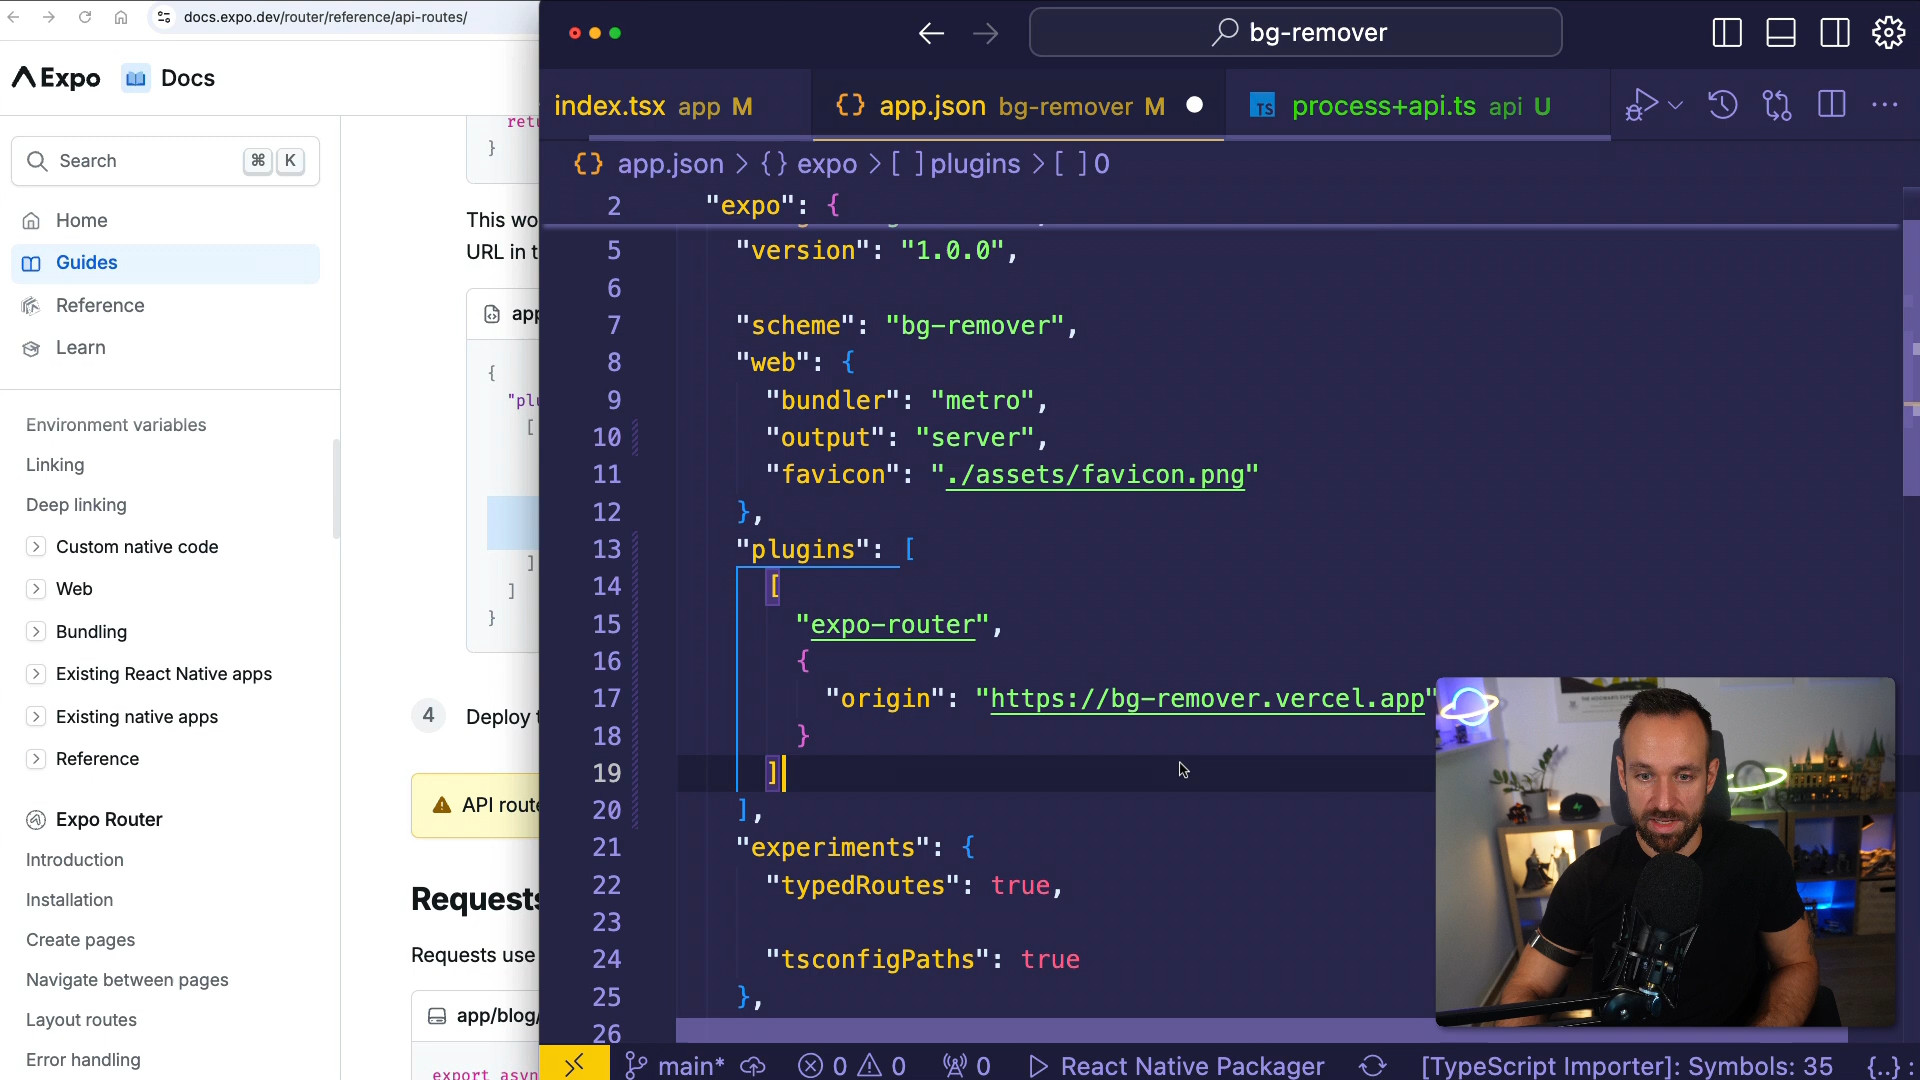 docs.expo.dev/router/reference/api-routes/
Expo Docs
Search ⌘ K
Home
Guides
Reference
Learn
Environment variables
Linking
Deep linking
Custom native code
Web
Bundling
Existing React Native apps
Existing native apps
Reference
Expo Router
Introduction
Installation
Create pages
Navigate between pages
Layout routes
Error handling
}
This wo
URL in t
app
{
[
]
]
}
4 Deploy
API route
Requests
Requests use
app/blog/
export asyn
bg-remover
index.tsx app M
{} app.json bg-remover M
TS process+api.ts api U
{} app.json > {} expo > [ ] plugins > [ ] 0
2 "expo": {
5 "version": "1.0.0",
6
7 "scheme": "bg-remover",
8 "web": {
9 "bundler": "metro",
10 "output": "server",
11 "favicon": "./assets/favicon.png"
12 },
13 "plugins": [
14 [
15 "expo-router",
16 {
17 "origin": "https://bg-remover.vercel.app"
18 }
19 ]
20 ],
21 "experiments": {
22 "typedRoutes": true,
23
24 "tsconfigPaths": true
25 },
26
main* 0 0 0 React Native Packager [TypeScript Importer]: Symbols: 35 {..} :